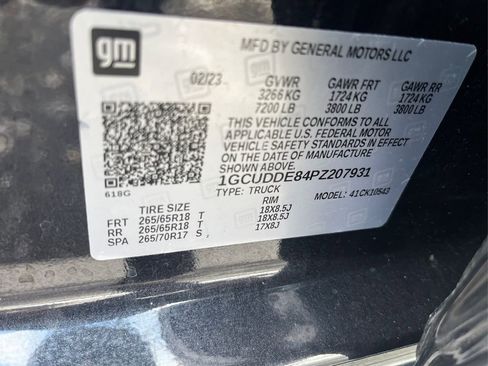 gm
MFD BY GENERAL MOTORS LLC
02/23 GVWR GAWR FRT GAWR RR
3266 KG 1724 KG 1724 KG
7200 LB 3800 LB 3800 LB
THIS VEHICLE CONFORMS TO ALL
APPLICABLE U.S. FEDERAL MOTOR
VEHICLE SAFETY STANDARDS IN
EFFECT ON THE DATE OF MANUFACTURE
SHOWN ABOVE.
1GCUDDE84PZ207931
618G TYPE: TRUCK MODEL: 41CK10543
TIRE SIZE RIM
FRT 265/65R18 T 18X8.5J
RR 265/65R18 T 18X8.5J
SPA 265/70R17 S 17X8J